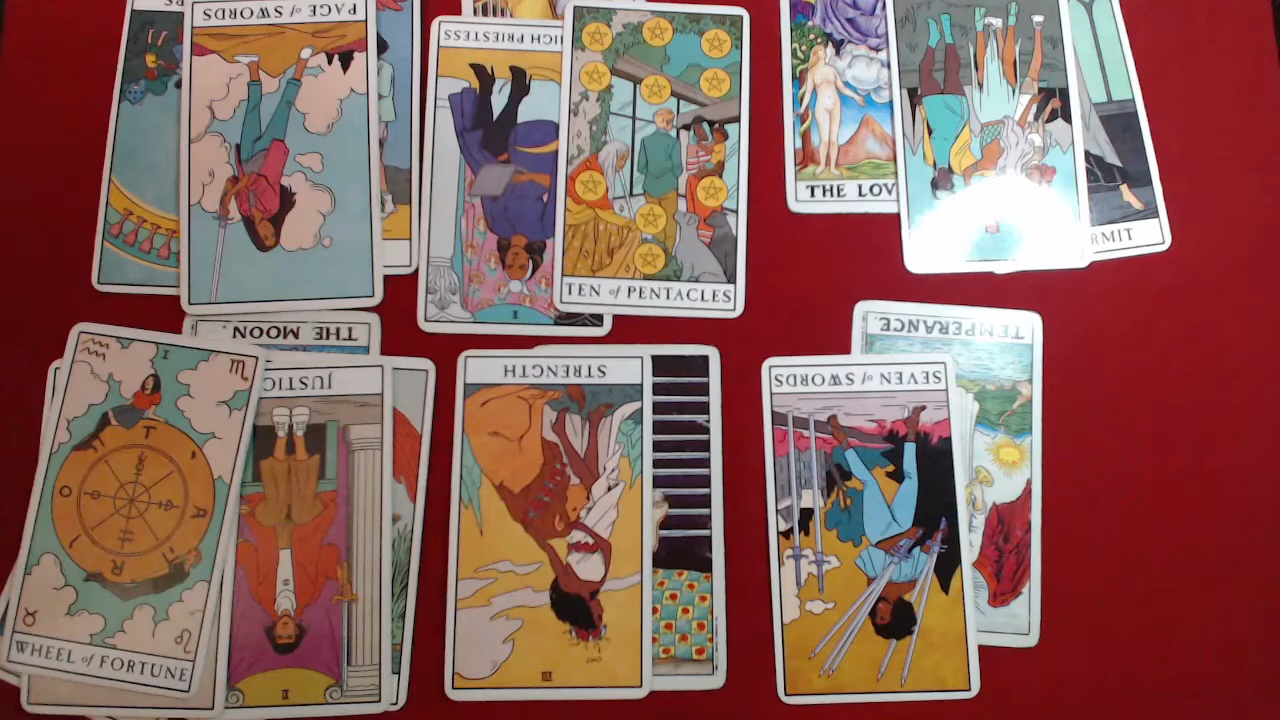 PAGE of SWORDS
HIGH PRIESTESS
TEN of PENTACLES
THE LOV
RMIT
THE MOON
TEMPERANCE.
JUSTIC
STRENGTH
SEVEN of SWORDS
WHEEL of FORTUNE